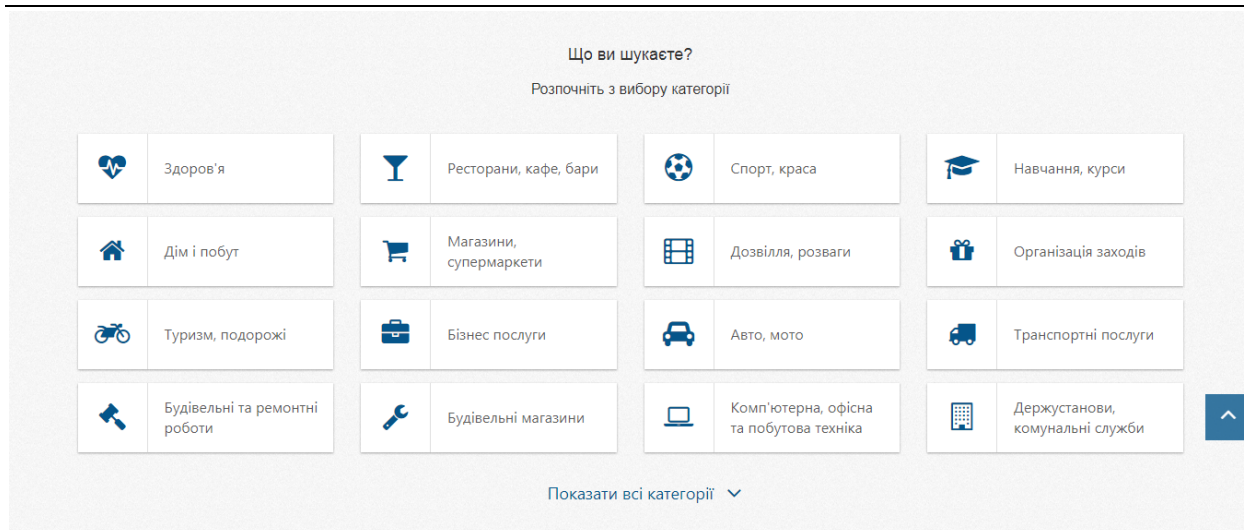 Що ви шукаєте?
Розпочніть з вибору категорії
Здоров'я
Ресторани, кафе, бари
Спорт, краса
Навчання, курси
Дім і побут
Магазини,
супермаркети
Дозвілля, розваги
Організація заходів
Туризм, подорожі
Бізнес послуги
Авто, мото
Транспортні послуги
Будівельні та ремонтні
роботи
Будівельні магазини
Комп'ютерна, офісна
та побутова техніка
Держустанови,
комунальні служби
Показати всі категорії